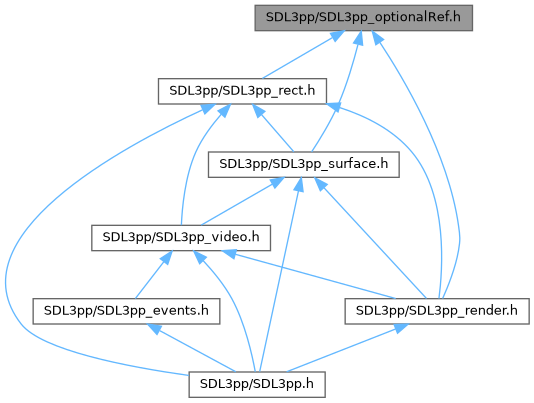 SDL3pp/SDL3pp_optionalRef.h
SDL3pp/SDL3pp_rect.h
SDL3pp/SDL3pp_surface.h
SDL3pp/SDL3pp_video.h
SDL3pp/SDL3pp_events.h
SDL3pp/SDL3pp_render.h
SDL3pp/SDL3pp.h